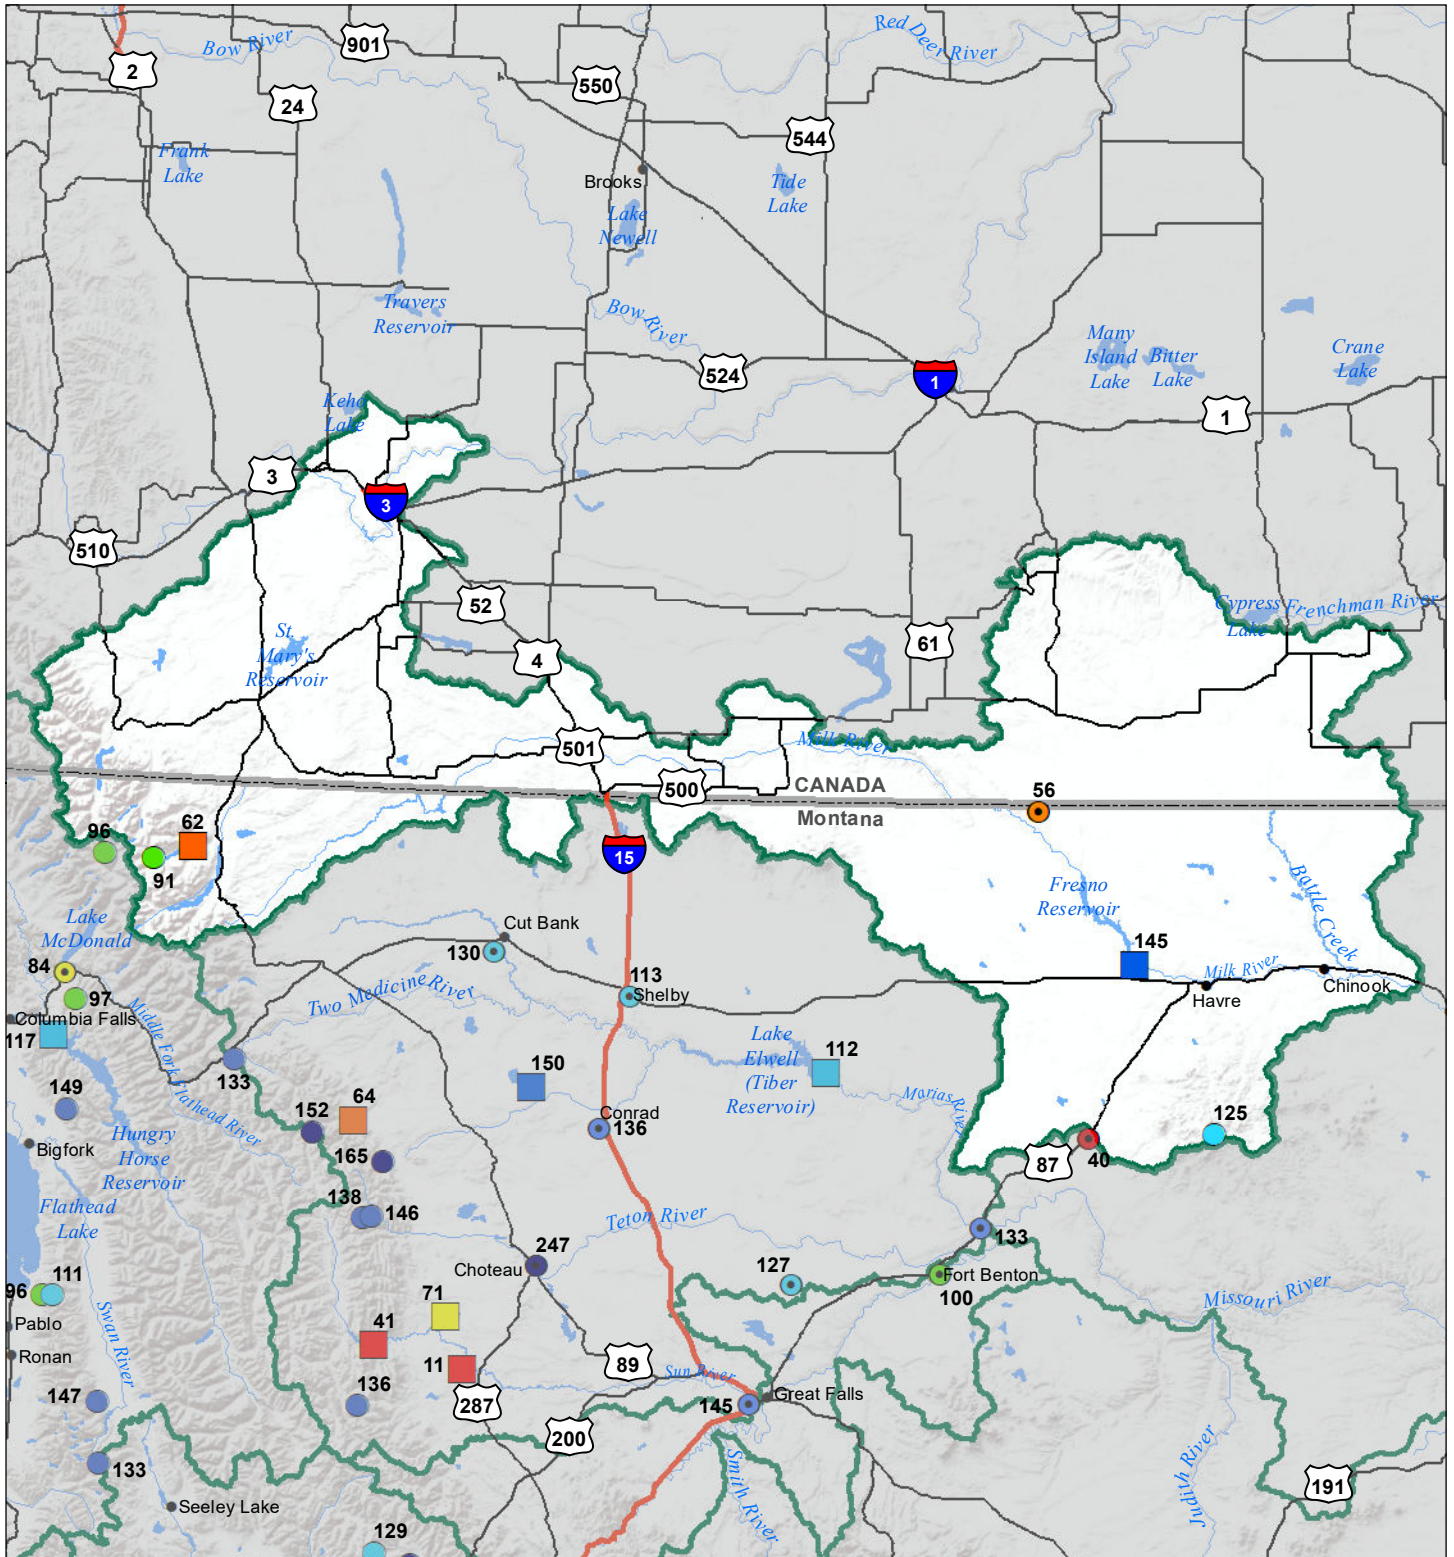 Bow River
901
Red Deer River
2
24
550
544
Frank
Lake
Brooks
Tide
Lake
Lake
Newell
Travers
Reservoir
Bow River
Many
Island
Lake
Bitter
Lake
Crane
Lake
524
1
1
Keho
Lake
3
3
510
52
Cypress
Lake
Frenchman River
St.
Mary's
Reservoir
61
4
501
Milk River
500
CANADA
Montana
56
62
96
91
15
Fresno
Reservoir
Battle Creek
Lake
McDonald
Cut Bank
130
145
84
97
113
Shelby
Two Medicine River
Milk River
Havre
Chinook
Columbia Falls
117
Middle Fork Flathead River
Lake
Elwell
(Tiber
Reservoir)
112
133
150
Marias River
149
64
152
Conrad
136
125
Hungry
Horse
Reservoir
Bigfork
165
87
40
138
146
Flathead
Lake
Teton River
133
247
Choteau
127
Fort Benton
100
96
111
Missouri River
71
Pablo
Swan River
41
Ronan
11
89
Sun River
147
136
287
145
Great Falls
200
133
Smith River
Judith River
191
Seeley Lake
129